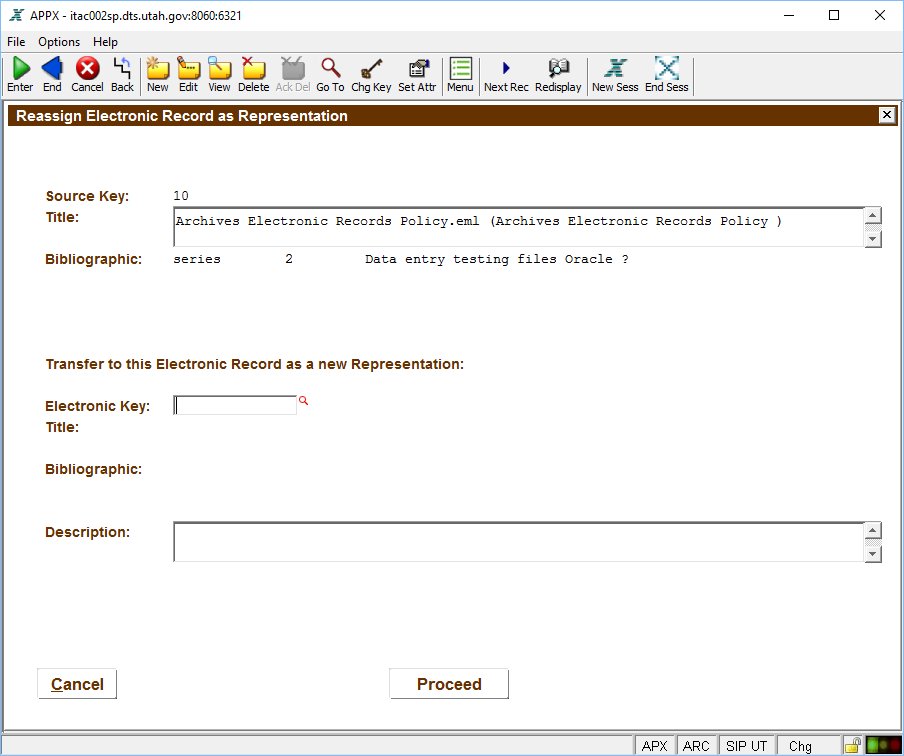 APPX - itac002sp.dts.utah.gov:8060:6321
File Options Help
Enter End Cancel Back New Edit View Delete Ack Del Go To Chg Key Set Attr Menu Next Rec Redisplay New Sess End Sess
Reassign Electronic Record as Representation
Source Key: 10
Title: Archives Electronic Records Policy.eml (Archives Electronic Records Policy )
Bibliographic: series 2 Data entry testing files Oracle ?
Transfer to this Electronic Record as a new Representation:
Electronic Key:
Title:
Bibliographic:
Description:
Cancel Proceed
APX ARC SIP UT Chg